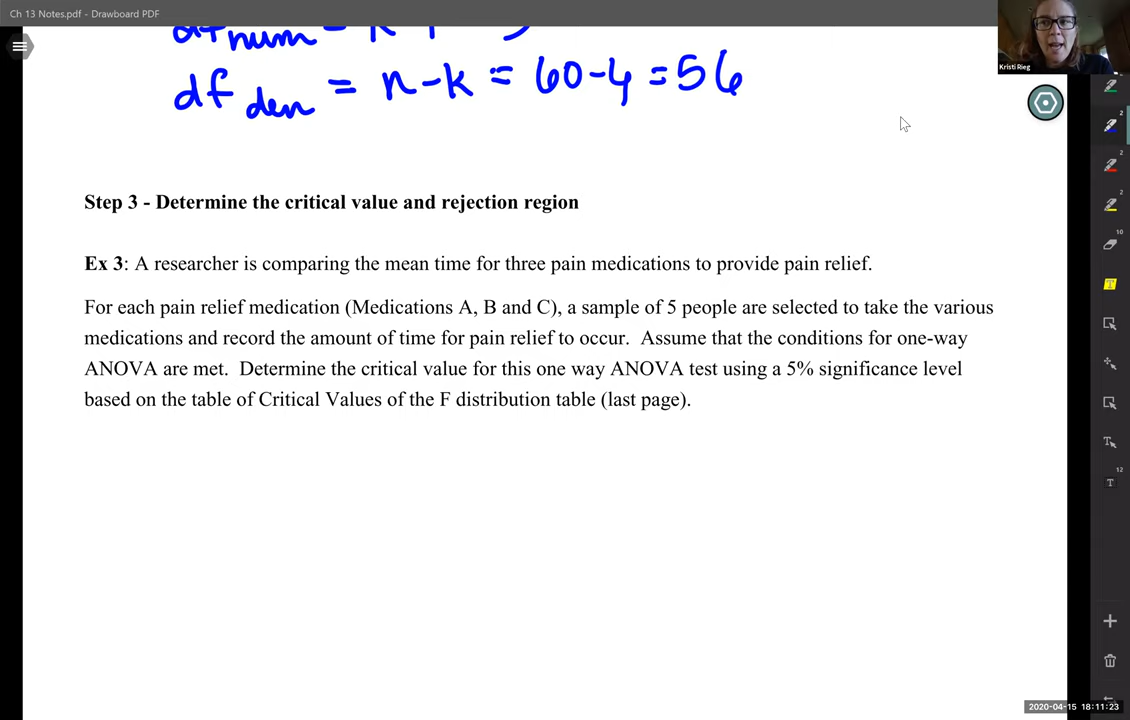 Ch 13 Notes.pdf - Drawboard PDF
Kristi Rieg
df den = n-k = 60-4 = 56
2
2
2
10
Step 3 - Determine the critical value and rejection region
Ex 3: A researcher is comparing the mean time for three pain medications to provide pain relief.
For each pain relief medication (Medications A, B and C), a sample of 5 people are selected to take the various
medications and record the amount of time for pain relief to occur.  Assume that the conditions for one-way
ANOVA are met.  Determine the critical value for this one way ANOVA test using a 5% significance level
based on the table of Critical Values of the F distribution table (last page).
12
2020-04-15 18:11:23